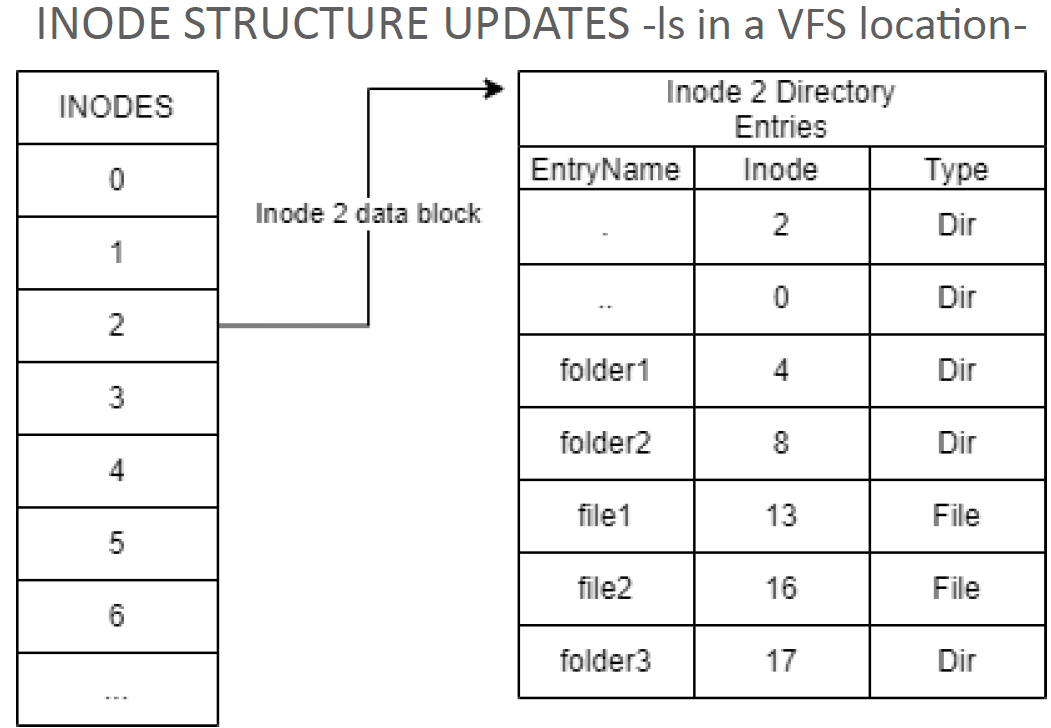 INODE STRUCTURE UPDATES -ls in a VFS location-
INODES
0
1
2
3
4
5
6
...
Inode 2 data block
Inode 2 Directory
Entries
EntryName Inode Type
. 2 Dir
.. 0 Dir
folder1 4 Dir
folder2 8 Dir
file1 13 File
file2 16 File
folder3 17 Dir